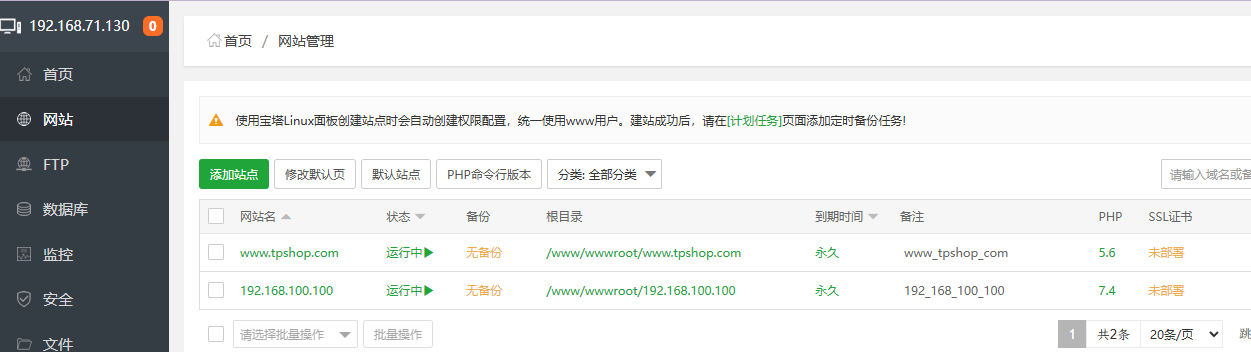 192.168.71.130 0
首页 / 网站管理
首页
网站
FTP
数据库
监控
安全
文件
使用宝塔Linux面板创建站点时会自动创建权限配置，统一使用www用户。建站成功后，请在[计划任务]页面添加定时备份任务!
添加站点 修改默认页 默认站点 PHP命令行版本 分类: 全部分类 请输入域名或备
网站名 状态 备份 根目录 到期时间 备注 PHP SSL证书
www.tpshop.com 运行中 无备份 /www/wwwroot/www.tpshop.com 永久 www_tpshop_com 5.6 未部署
192.168.100.100 运行中 无备份 /www/wwwroot/192.168.100.100 永久 192_168_100_100 7.4 未部署
请选择批量操作 批量操作 1 共2条 20条/页 跳